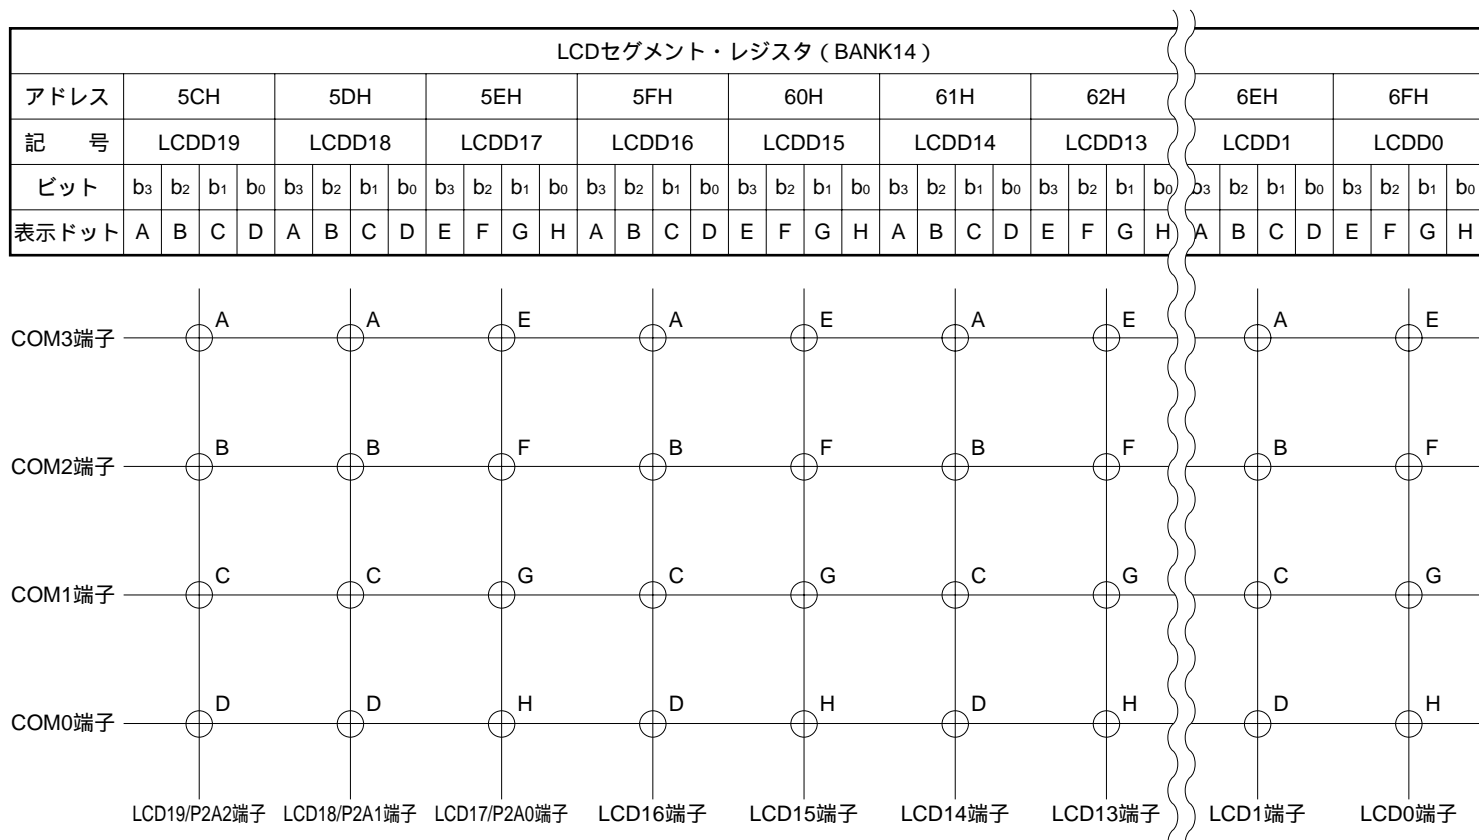 LCDセグメント・レジスタ（BANK14）
アドレス 5CH 5DH 5EH 5FH 60H 61H 62H 6EH 6FH
記　号 LCDD19 LCDD18 LCDD17 LCDD16 LCDD15 LCDD14 LCDD13 LCDD1 LCDD0
ビット b3 b2 b1 b0 b3 b2 b1 b0 b3 b2 b1 b0 b3 b2 b1 b0 b3 b2 b1 b0 b3 b2 b1 b0 b3 b2 b1 b0 b3 b2 b1 b0 b3 b2 b1 b0
表示ドット A B C D A B C D E F G H A B C D E F G H A B C D E F G H A B C D E F G H
COM3端子 A A E A E A E A E
COM2端子 B B F B F B F B F
COM1端子 C C G C G C G C G
COM0端子 D D H D H D H D H
LCD19/P2A2端子 LCD18/P2A1端子 LCD17/P2A0端子 LCD16端子 LCD15端子 LCD14端子 LCD13端子 LCD1端子 LCD0端子